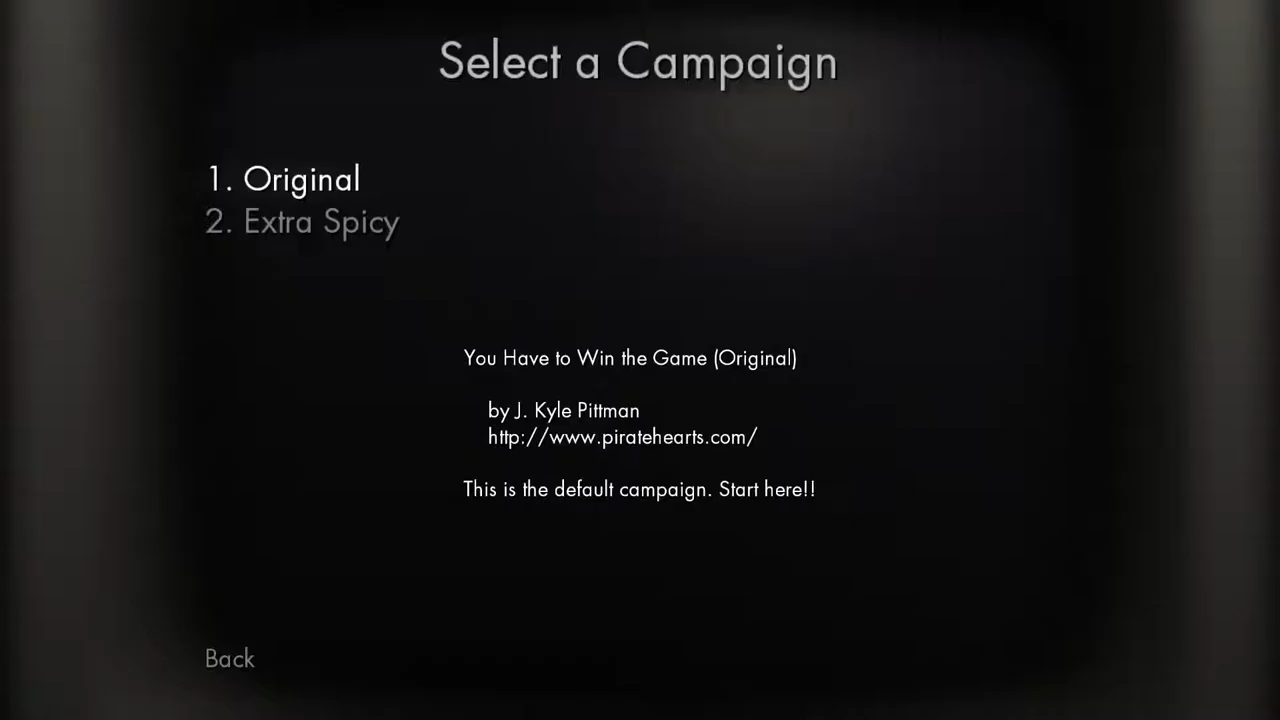 Select a Campaign
1. Original
2. Extra Spicy
You Have to Win the Game (Original)
by J. Kyle Pittman
http://www.piratehearts.com/
This is the default campaign. Start here!!
Back